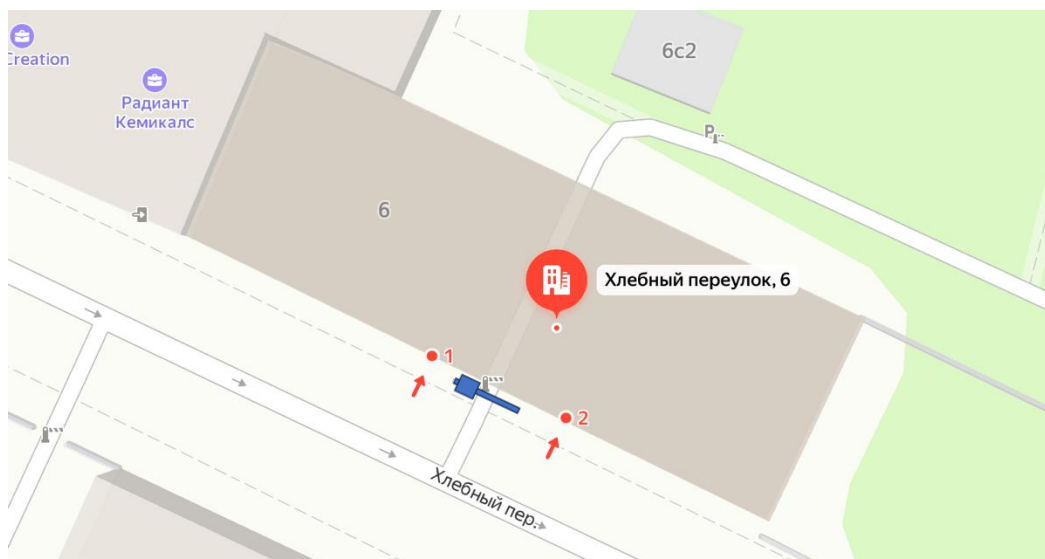 Creation
Радиант
Кемикалс
6с2
P...
6
Хлебный переулок, 6
1
2
Хлебный пер.